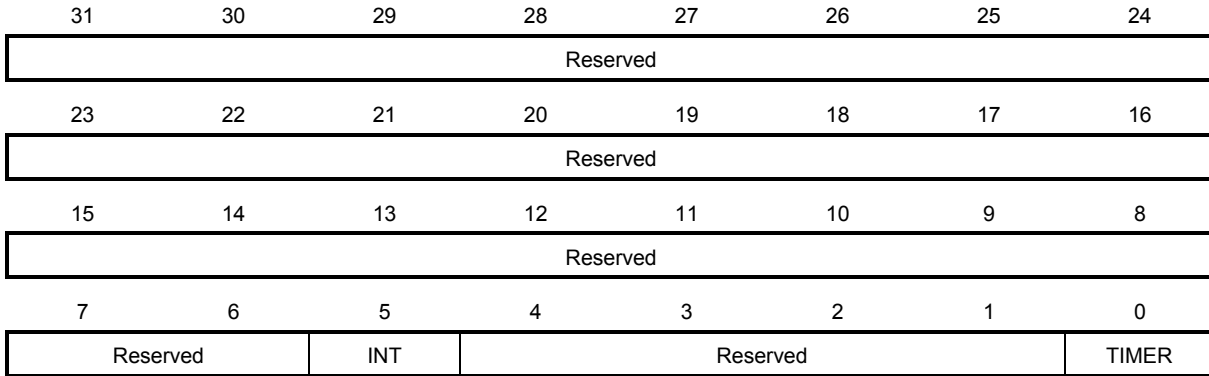 31 30 29 28 27 26 25 24
Reserved
23 22 21 20 19 18 17 16
Reserved
15 14 13 12 11 10 9 8
Reserved
7 6 5 4 3 2 1 0
Reserved INT Reserved TIMER